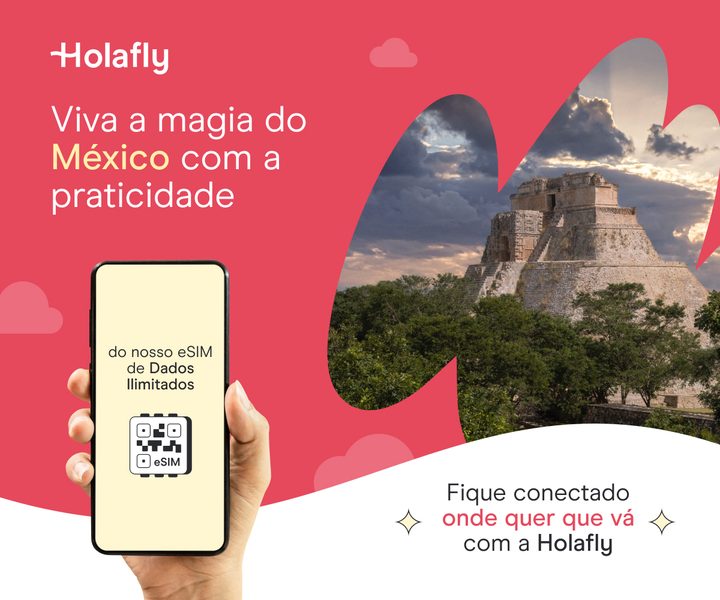 Holafly
Viva a magia do
México com a
praticidade
do nosso eSIM
de Dados
Ilimitados
eSIM
Fique conectado
onde quer que vá
com a Holafly